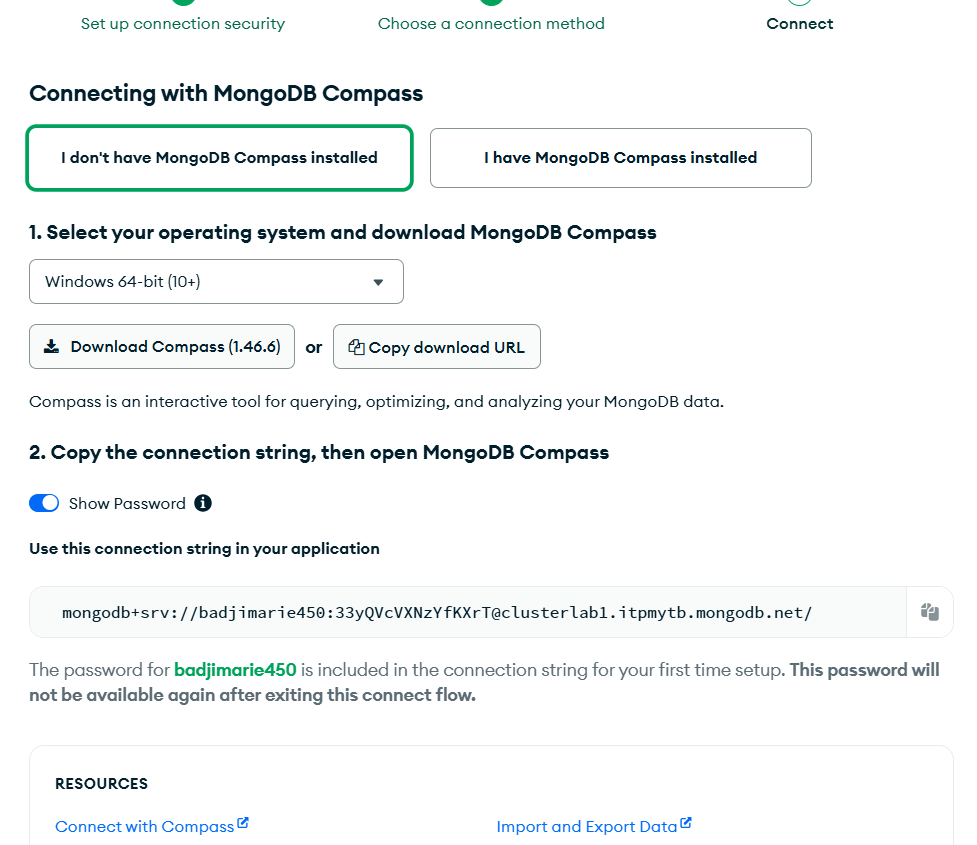 Set up connection security
Choose a connection method
Connect
Connecting with MongoDB Compass
I don't have MongoDB Compass installed
I have MongoDB Compass installed
1. Select your operating system and download MongoDB Compass
Windows 64-bit (10+)
Download Compass (1.46.6)
or
Copy download URL
Compass is an interactive tool for querying, optimizing, and analyzing your MongoDB data.
2. Copy the connection string, then open MongoDB Compass
Show Password
Use this connection string in your application
mongodb+srv://badjimarie450:33yQVcVXNzYfKXrT@clusterlab1.itpmytb.mongodb.net/
The password for badjimarie450 is included in the connection string for your first time setup. This password will
not be available again after exiting this connect flow.
RESOURCES
Connect with Compass
Import and Export Data